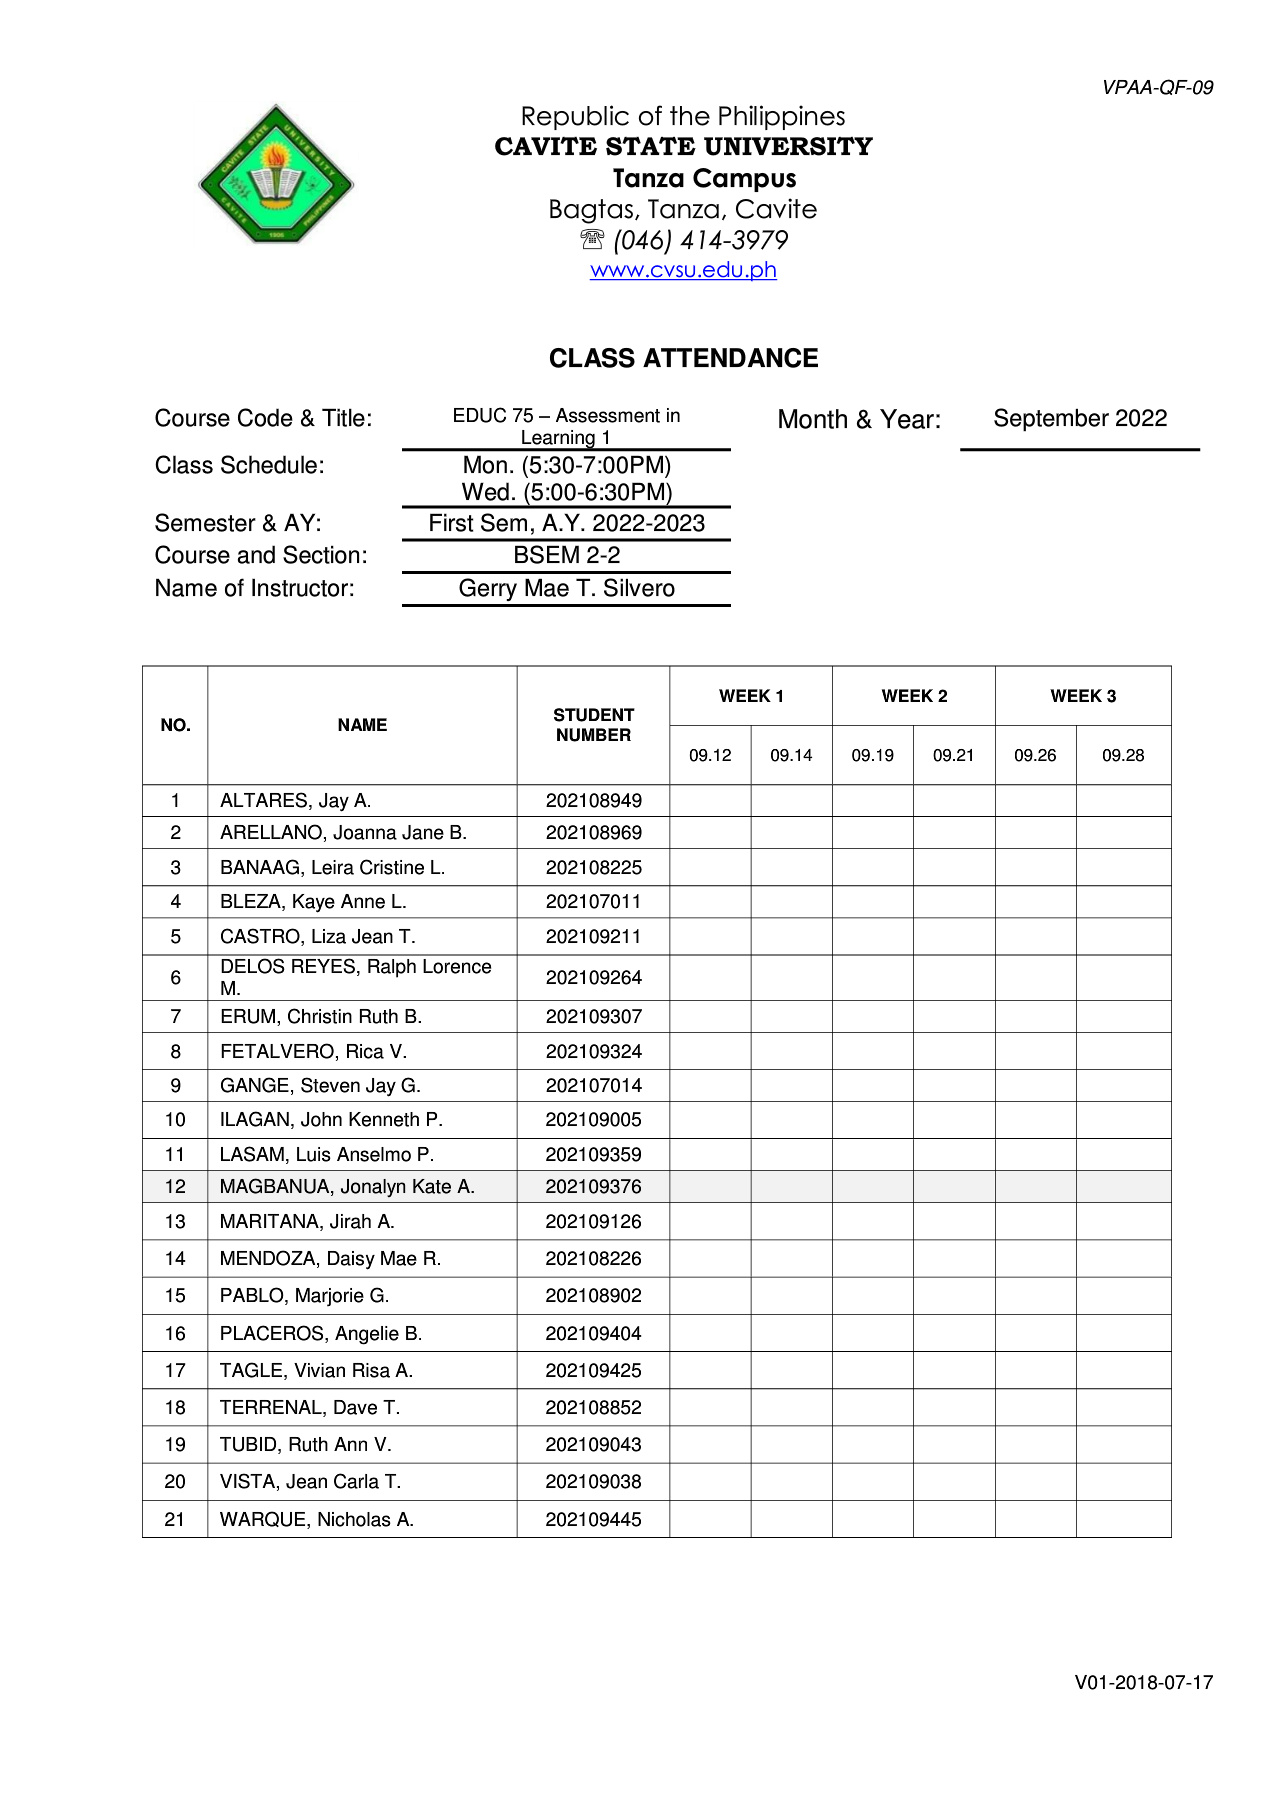 VPAA-QF-09
CAVITE STATE UNIVERSITY
CAVITE
PHILIPPINES
1906
Republic of the Philippines
CAVITE STATE UNIVERSITY
Tanza Campus
Bagtas, Tanza, Cavite
☏ (046) 414-3979
www.cvsu.edu.ph
CLASS ATTENDANCE
Course Code & Title: EDUC 75 – Assessment in Month & Year: September 2022
Learning 1
Class Schedule: Mon. (5:30-7:00PM)
Wed. (5:00-6:30PM)
Semester & AY: First Sem, A.Y. 2022-2023
Course and Section: BSEM 2-2
Name of Instructor: Gerry Mae T. Silvero
NO. NAME STUDENT NUMBER WEEK 1 WEEK 2 WEEK 3
09.12 09.14 09.19 09.21 09.26 09.28
1 ALTARES, Jay A. 202108949
2 ARELLANO, Joanna Jane B. 202108969
3 BANAAG, Leira Cristine L. 202108225
4 BLEZA, Kaye Anne L. 202107011
5 CASTRO, Liza Jean T. 202109211
6 DELOS REYES, Ralph Lorence M. 202109264
7 ERUM, Christin Ruth B. 202109307
8 FETALVERO, Rica V. 202109324
9 GANGE, Steven Jay G. 202107014
10 ILAGAN, John Kenneth P. 202109005
11 LASAM, Luis Anselmo P. 202109359
12 MAGBANUA, Jonalyn Kate A. 202109376
13 MARITANA, Jirah A. 202109126
14 MENDOZA, Daisy Mae R. 202108226
15 PABLO, Marjorie G. 202108902
16 PLACEROS, Angelie B. 202109404
17 TAGLE, Vivian Risa A. 202109425
18 TERRENAL, Dave T. 202108852
19 TUBID, Ruth Ann V. 202109043
20 VISTA, Jean Carla T. 202109038
21 WARQUE, Nicholas A. 202109445
V01-2018-07-17